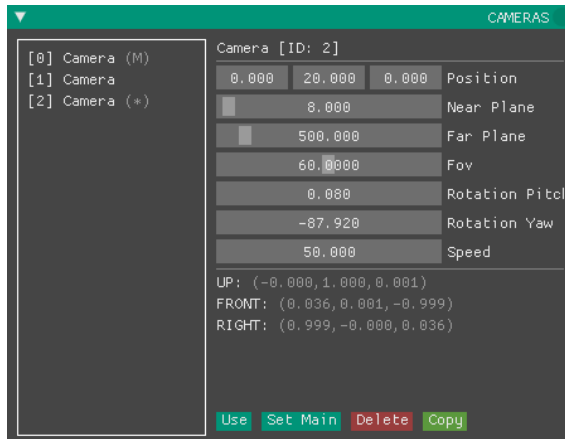 CAMERAS
[0] Camera (M)
[1] Camera
[2] Camera (*)
Camera [ID: 2]
0.000 20.000 0.000 Position
8.000 Near Plane
500.000 Far Plane
60.0000 Fov
0.080 Rotation Pitch
-87.920 Rotation Yaw
50.000 Speed
UP: (-0.000,1.000,0.001)
FRONT: (0.036,0.001,-0.999)
RIGHT: (0.999,-0.000,0.036)
Use Set Main Delete Copy